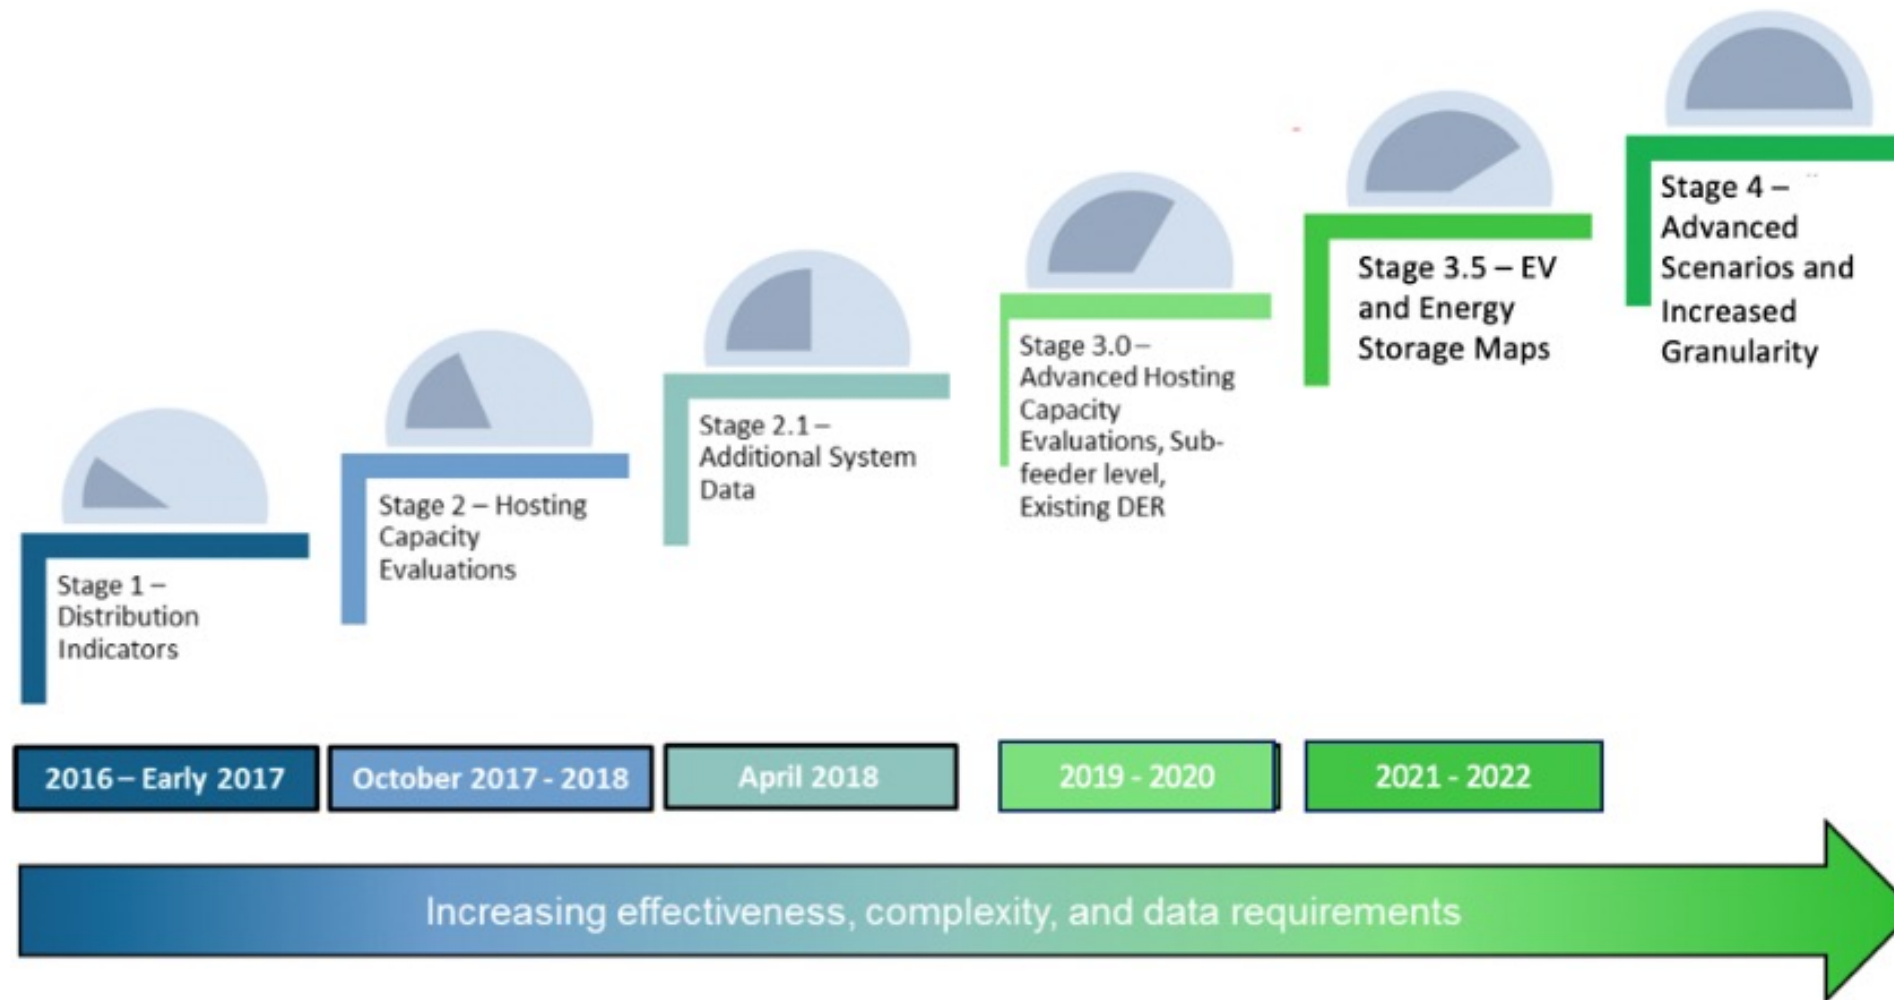 Stage 1 –
Distribution
Indicators
Stage 2 – Hosting
Capacity
Evaluations
Stage 2.1 –
Additional System
Data
Stage 3.0 –
Advanced Hosting
Capacity
Evaluations, Sub-
feeder level,
Existing DER
Stage 3.5 – EV
and Energy
Storage Maps
Stage 4 –
Advanced
Scenarios and
Increased
Granularity
2016 – Early 2017
October 2017 - 2018
April 2018
2019 - 2020
2021 - 2022
Increasing effectiveness, complexity, and data requirements